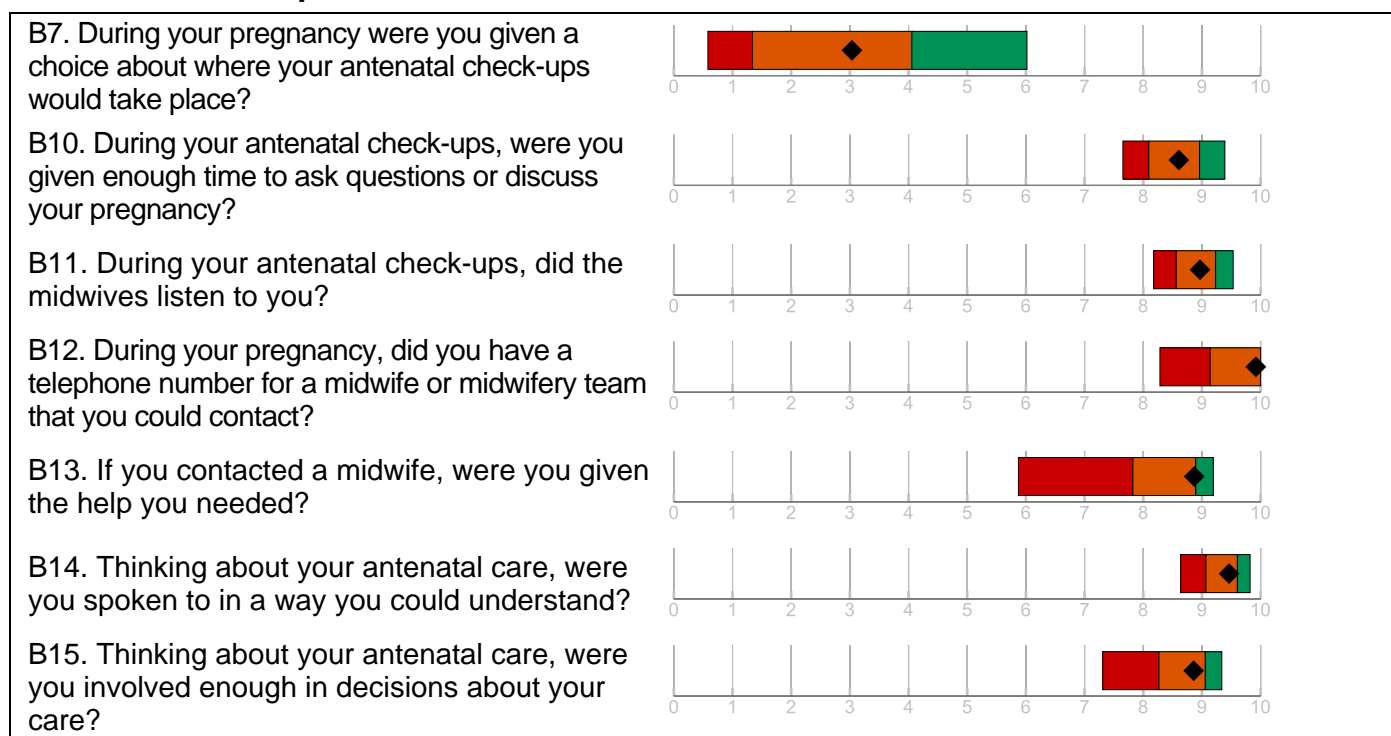 B7. During your pregnancy were you given a
choice about where your antenatal check-ups
would take place?
0 1 2 3 4 5 6 7 8 9 10
B10. During your antenatal check-ups, were you
given enough time to ask questions or discuss
your pregnancy?
0 1 2 3 4 5 6 7 8 9 10
B11. During your antenatal check-ups, did the
midwives listen to you?
0 1 2 3 4 5 6 7 8 9 10
B12. During your pregnancy, did you have a
telephone number for a midwife or midwifery team
that you could contact?
0 1 2 3 4 5 6 7 8 9 10
B13. If you contacted a midwife, were you given
the help you needed?
0 1 2 3 4 5 6 7 8 9 10
B14. Thinking about your antenatal care, were
you spoken to in a way you could understand?
0 1 2 3 4 5 6 7 8 9 10
B15. Thinking about your antenatal care, were
you involved enough in decisions about your
care?
0 1 2 3 4 5 6 7 8 9 10